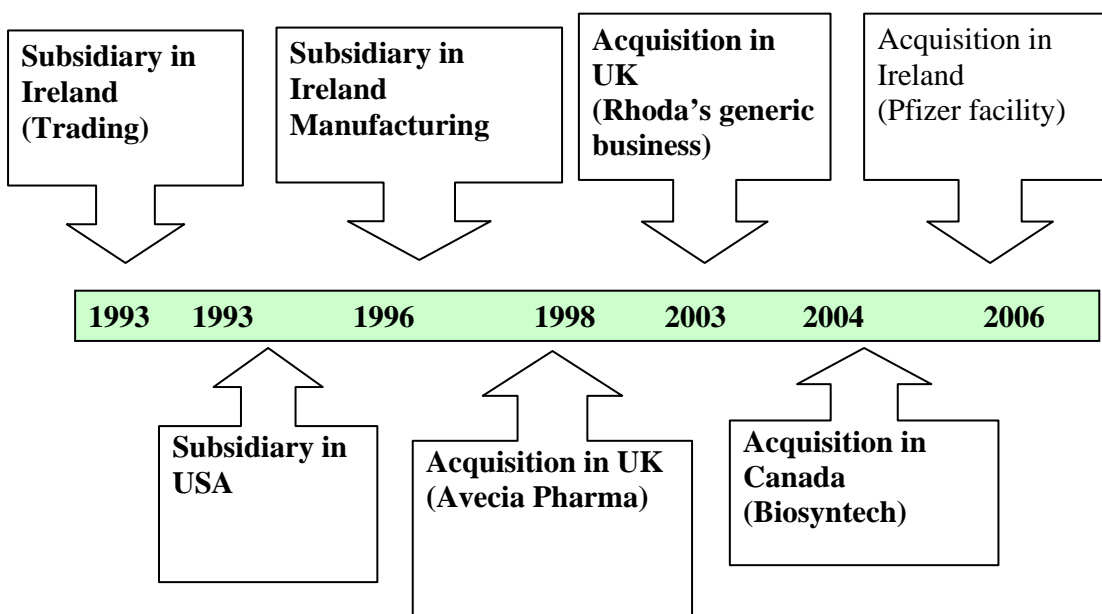 Subsidiary in
Ireland
(Trading)
Subsidiary in
Ireland
Manufacturing
Acquisition in
UK
(Rhoda’s generic
business)
Acquisition in
Ireland
(Pfizer facility)
1993 1993 1996 1998 2003 2004 2006
Subsidiary in
USA
Acquisition in UK
(Avecia Pharma)
Acquisition in
Canada
(Biosyntech)